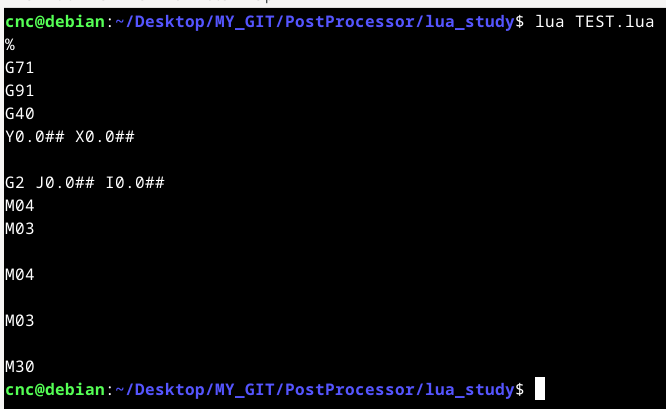 cnc@debian:~/Desktop/MY_GIT/PostProcessor/lua_study$ lua TEST.lua
%
G71
G91
G40
Y0.0## X0.0##
G2 J0.0## I0.0##
M04
M03
M04
M03
M30
cnc@debian:~/Desktop/MY_GIT/PostProcessor/lua_study$